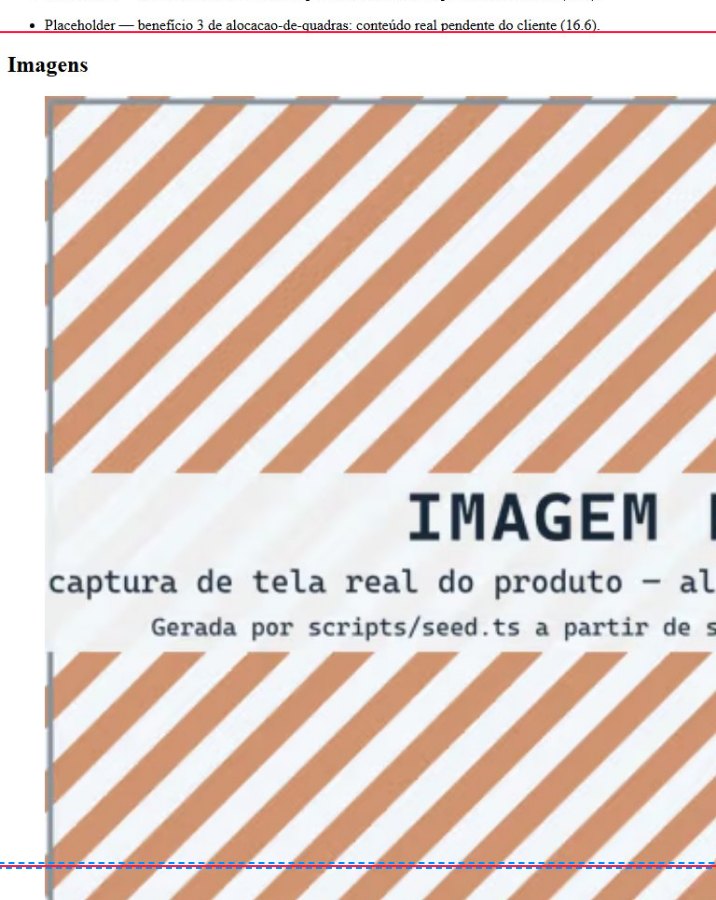 Placeholder — benefício 3 de alocacao-de-quadras: conteúdo real pendente do cliente (16.6).
Imagens
IMAGEM
captura de tela real do produto — al
Gerada por scripts/seed.ts a partir de s